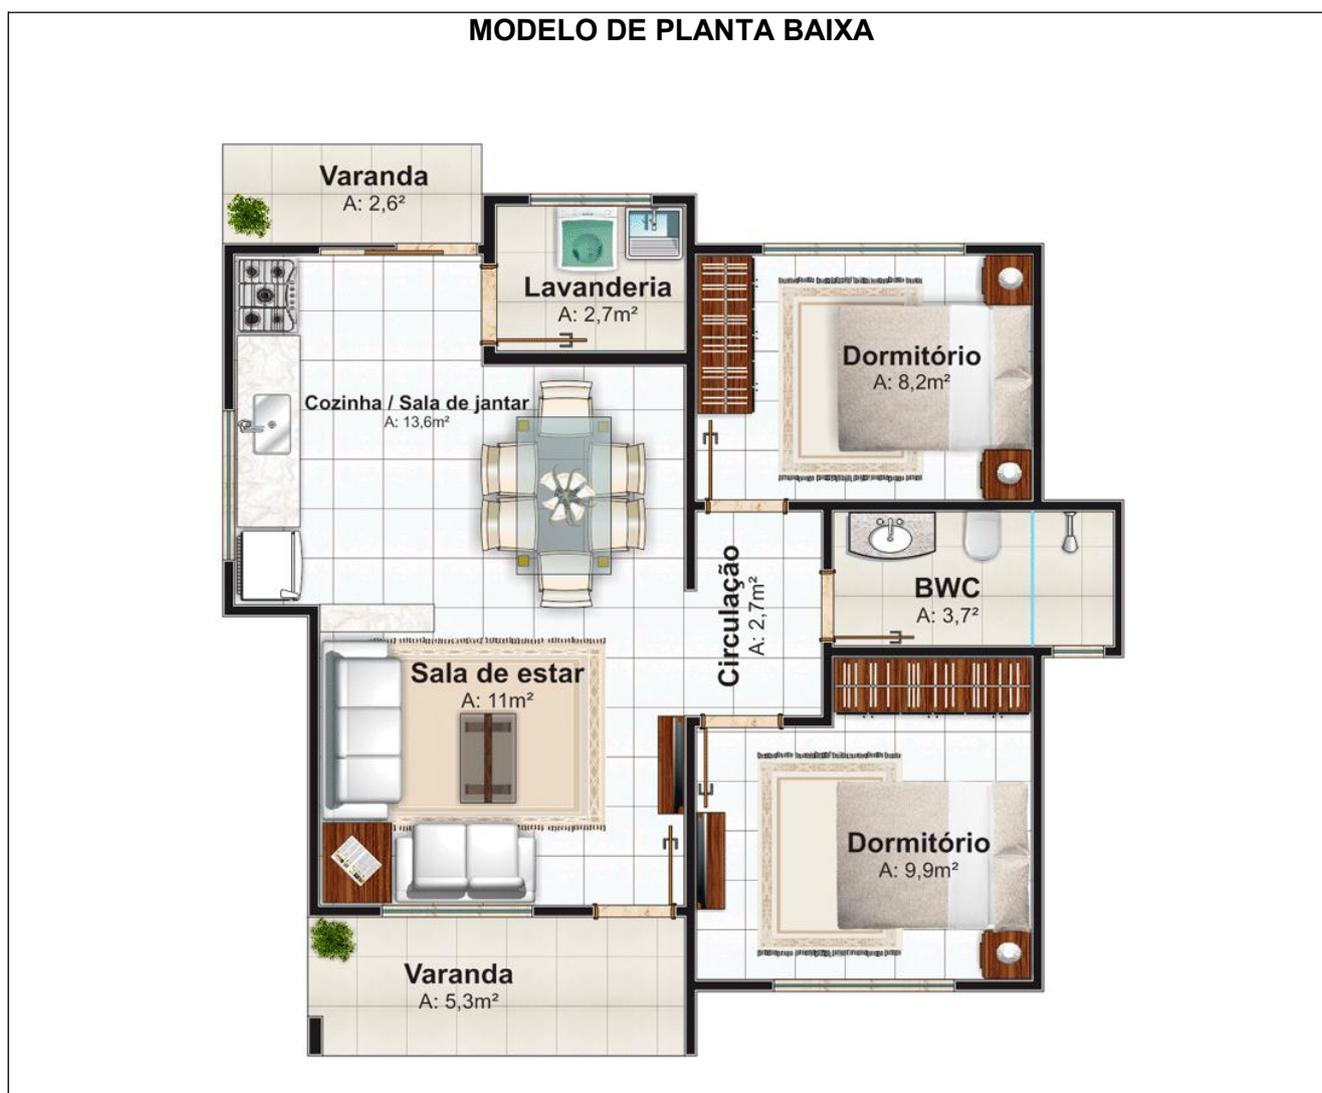 MODELO DE PLANTA BAIXA
Varanda
A: 2,6²
Lavanderia
A: 2,7m²
Dormitório
A: 8,2m²
Cozinha / Sala de jantar
A: 13,6m²
Circulação
A: 2,7m²
BWC
A: 3,7²
Sala de estar
A: 11m²
Dormitório
A: 9,9m²
Varanda
A: 5,3m²